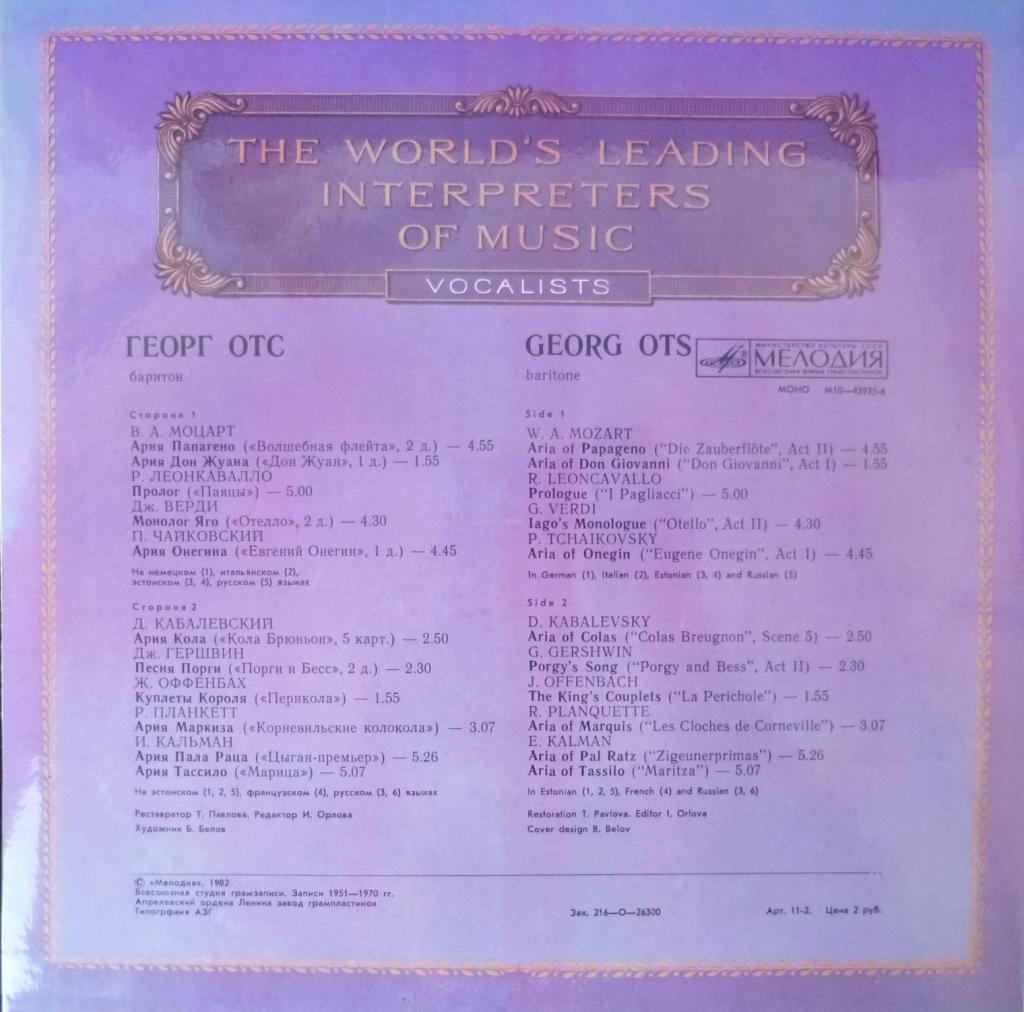 THE WORLD'S LEADING
INTERPRETERS
OF MUSIC
VOCALISTS
ГЕОРГ ОТС
баритон
Сторона 1
В. А. МОЦАРТ
Ария Папагено («Волшебная флейта», 2 д.) — 4.55
Ария Дон Жуана («Дон Жуан», 1 д.) — 1.55
Р. ЛЕОНКАВАЛЛО
Пролог («Паяцы») — 5.00
Дж. ВЕРДИ
Монолог Яго («Отелло», 2 д.) — 4.30
П. ЧАЙКОВСКИЙ
Ария Онегина («Евгений Онегин», 1 д.) — 4.45
На немецком (1), итальянском (2),
эстонском (3, 4), русском (5) языках
Сторона 2
Д. КАБАЛЕВСКИЙ
Ария Кола («Кола Брюньон», 5 карт.) — 2.50
Дж. ГЕРШВИН
Песня Порги («Порги и Бесс», 2 д.) — 2.30
Ж. ОФФЕНБАХ
Куплеты Короля («Перикола») — 1.55
Р. ПЛАНКЕТТ
Ария Маркиза («Корневильские колокола») — 3.07
И. КАЛЬМАН
Ария Пала Раца («Цыган-премьер») — 5.26
Ария Тассило («Марица») — 5.07
На эстонском (1, 2, 5), французском (4), русском (3, 6) языках
Реставратор Т. Павлова. Редактор И. Орлова
Художник Б. Белов
GEORG OTS
baritone
МИНИСТЕРСТВО КУЛЬТУРЫ СССР
МЕЛОДИЯ
ВСЕСОЮЗНАЯ ФИРМА ГРАМПЛАСТИНОК
МОНО М10—43935-6
Side 1
W. A. MOZART
Aria of Papageno ("Die Zauberflöte", Act II) — 4.55
Aria of Don Giovanni ("Don Giovanni", Act I) — 1.55
R. LEONCAVALLO
Prologue ("I Pagliacci") — 5.00
G. VERDI
Iago's Monologue ("Otello", Act II) — 4.30
P. TCHAIKOVSKY
Aria of Onegin ("Eugene Onegin", Act I) — 4.45
In German (1), Italian (2), Estonian (3, 4) and Russian (5)
Side 2
D. KABALEVSKY
Aria of Colas ("Colas Breugnon", Scene 5) — 2.50
G. GERSHWIN
Porgy's Song ("Porgy and Bess", Act II) — 2.30
J. OFFENBACH
The King's Couplets ("La Perichole") — 1.55
R. PLANQUETTE
Aria of Marquis ("Les Cloches de Corneville") — 3.07
E. KALMAN
Aria of Pal Ratz ("Zigeunerprimas") — 5.26
Aria of Tassilo ("Maritza") — 5.07
In Estonian (1, 2, 5), French (4) and Russian (3, 6)
Restoration T. Pavlova. Editor I. Orlova
Cover design B. Belov
© «Мелодия», 1982
Всесоюзная студия грамзаписи. Записи 1951—1970 гг.
Апрелевский ордена Ленина завод грампластинок
Типография АЗГ
Зак. 216—О—26300
Арт. 11-2. Цена 2 руб.